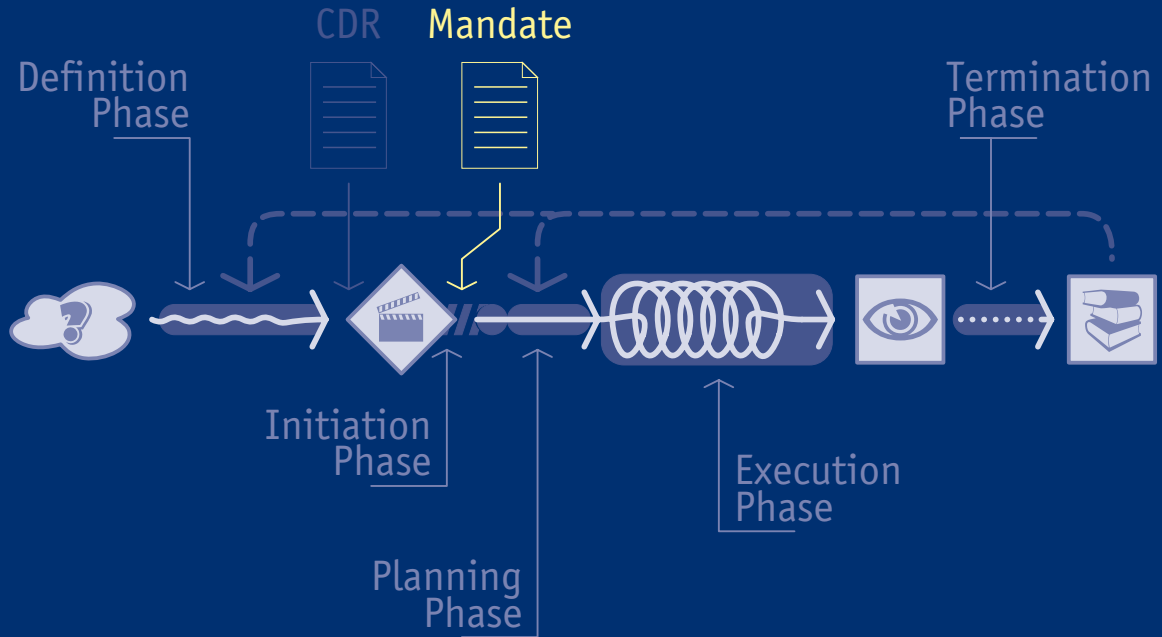 CDR
Mandate
Definition
Phase
Termination
Phase
Initiation
Phase
Execution
Phase
Planning
Phase